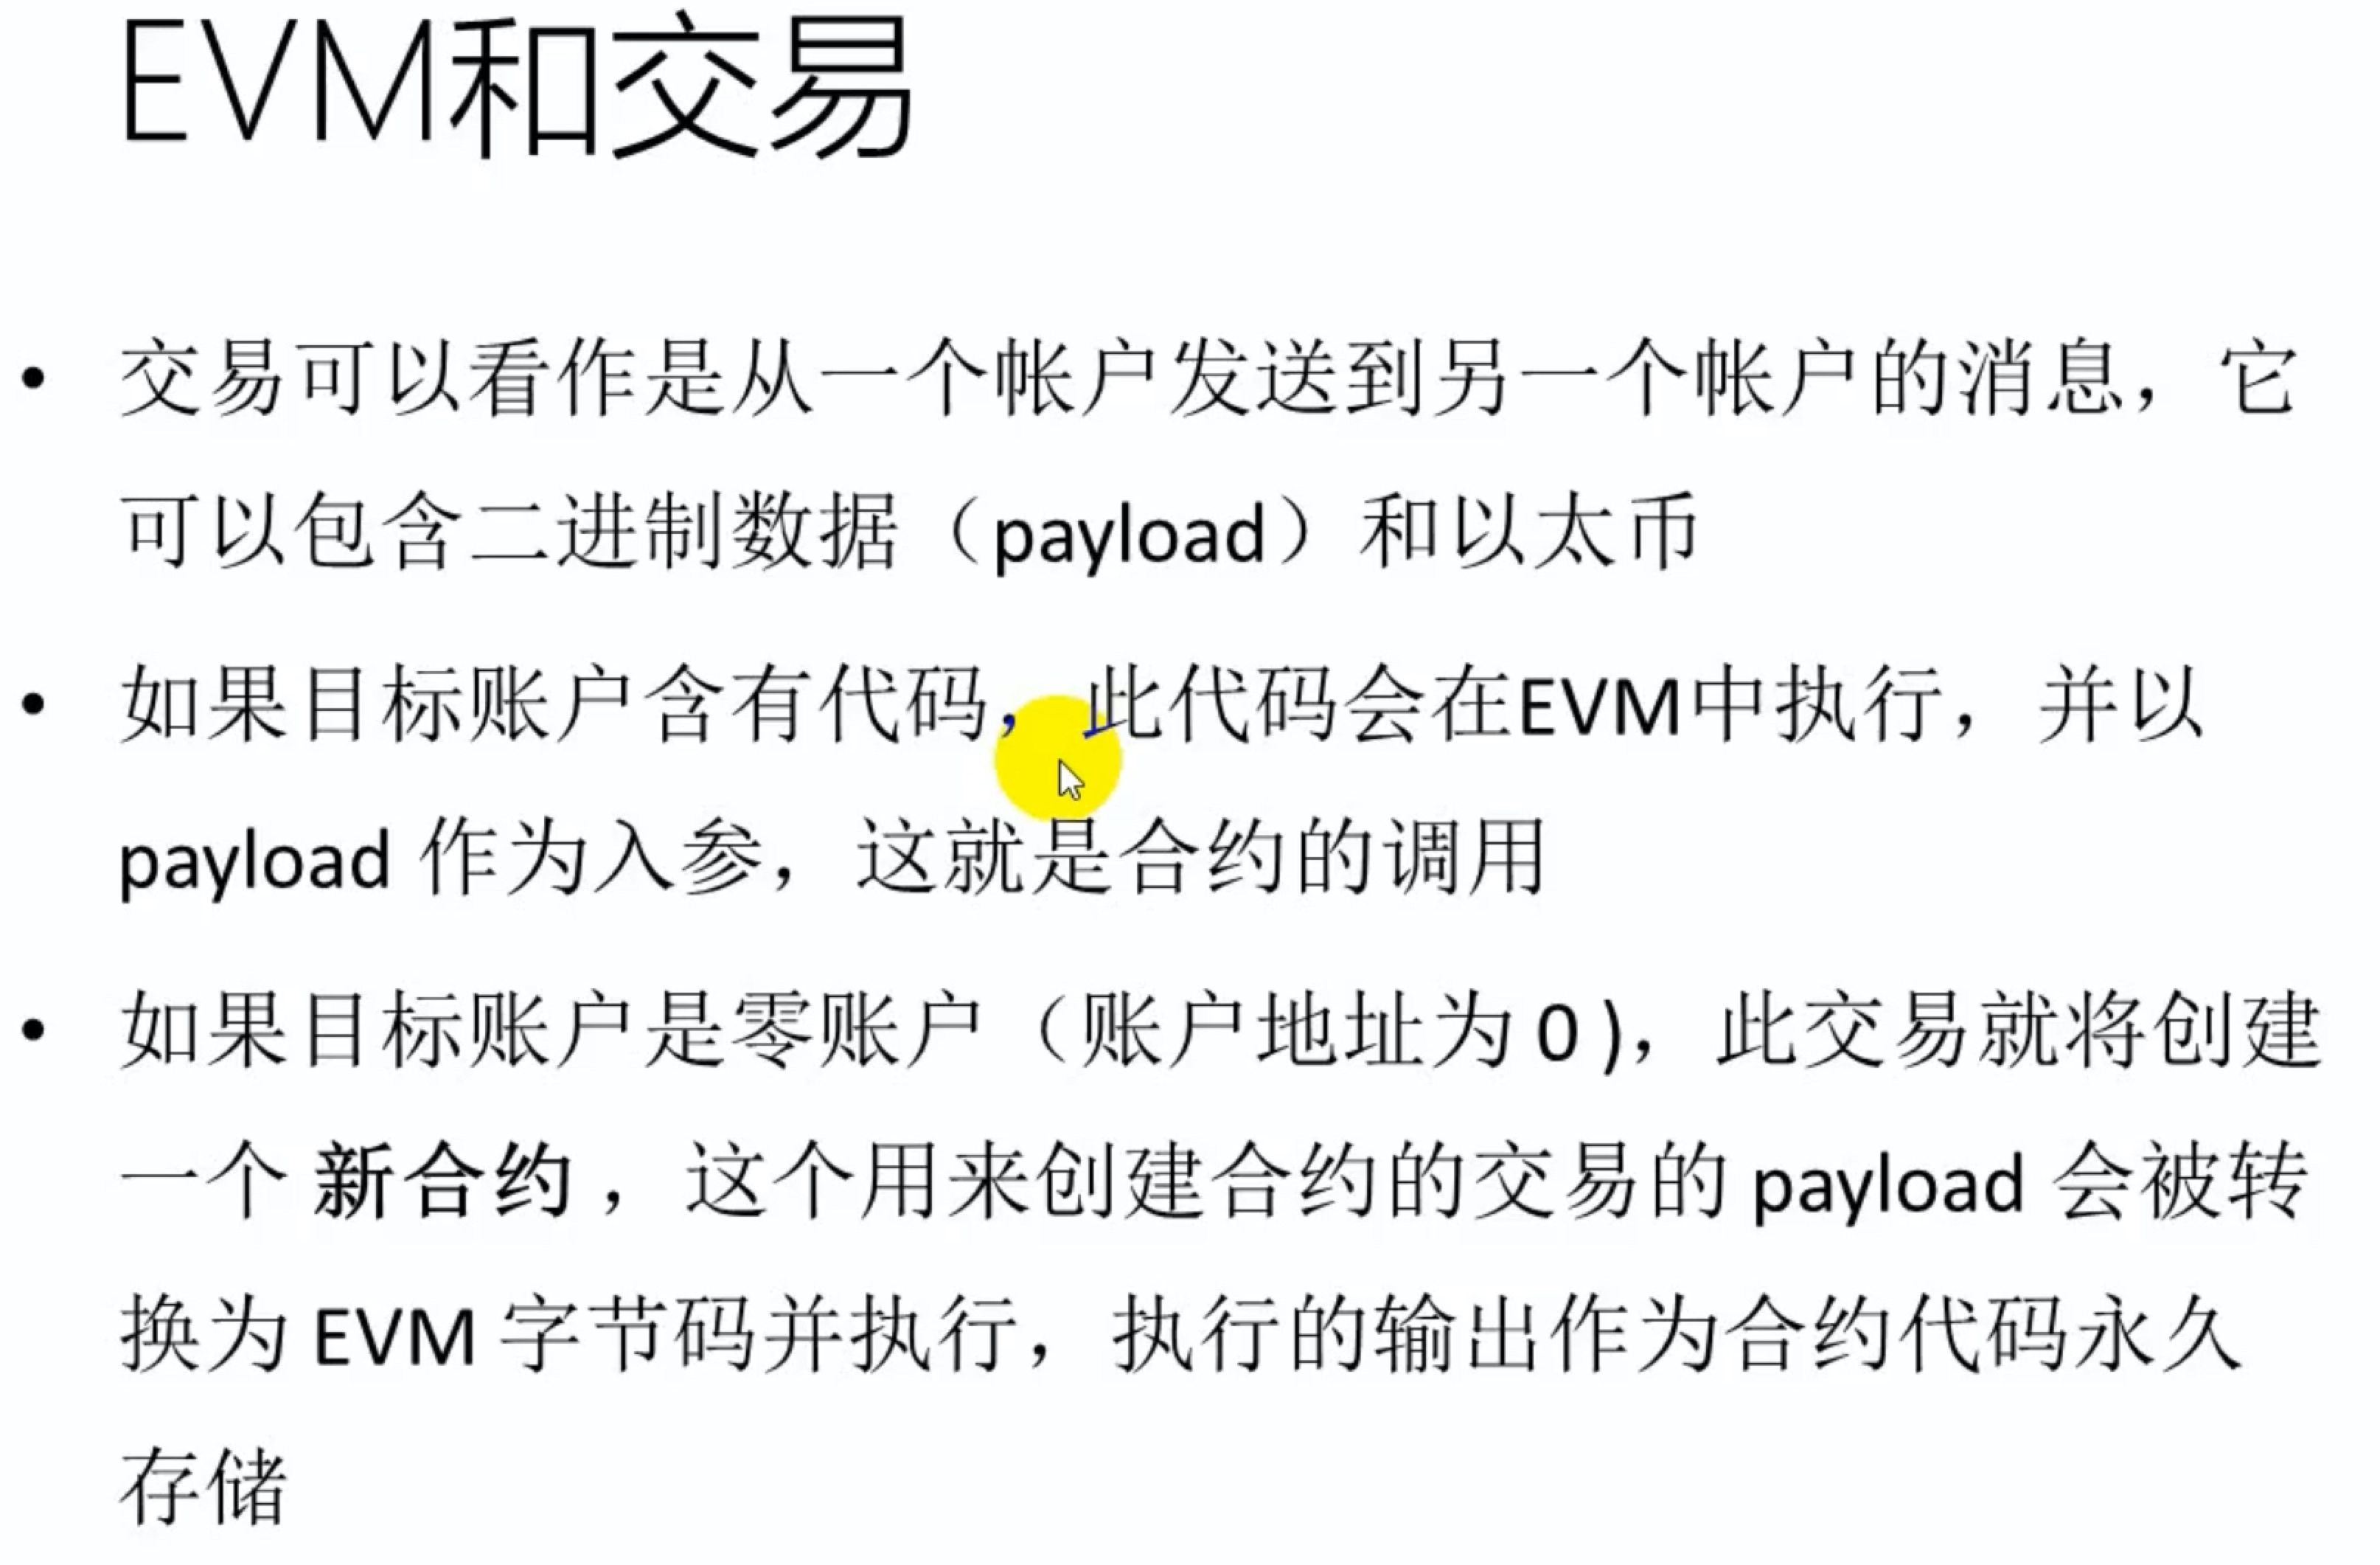 EVM和交易
• 交易可以看作是从一个帐户发送到另一个帐户的消息，它
可以包含二进制数据（payload）和以太币
• 如果目标账户含有代码，此代码会在EVM中执行，并以
payload 作为入参，这就是合约的调用
• 如果目标账户是零账户（账户地址为 0 )，此交易就将创建
一个 新合约 ，这个用来创建合约的交易的 payload 会被转
换为 EVM 字节码并执行，执行的输出作为合约代码永久
存储